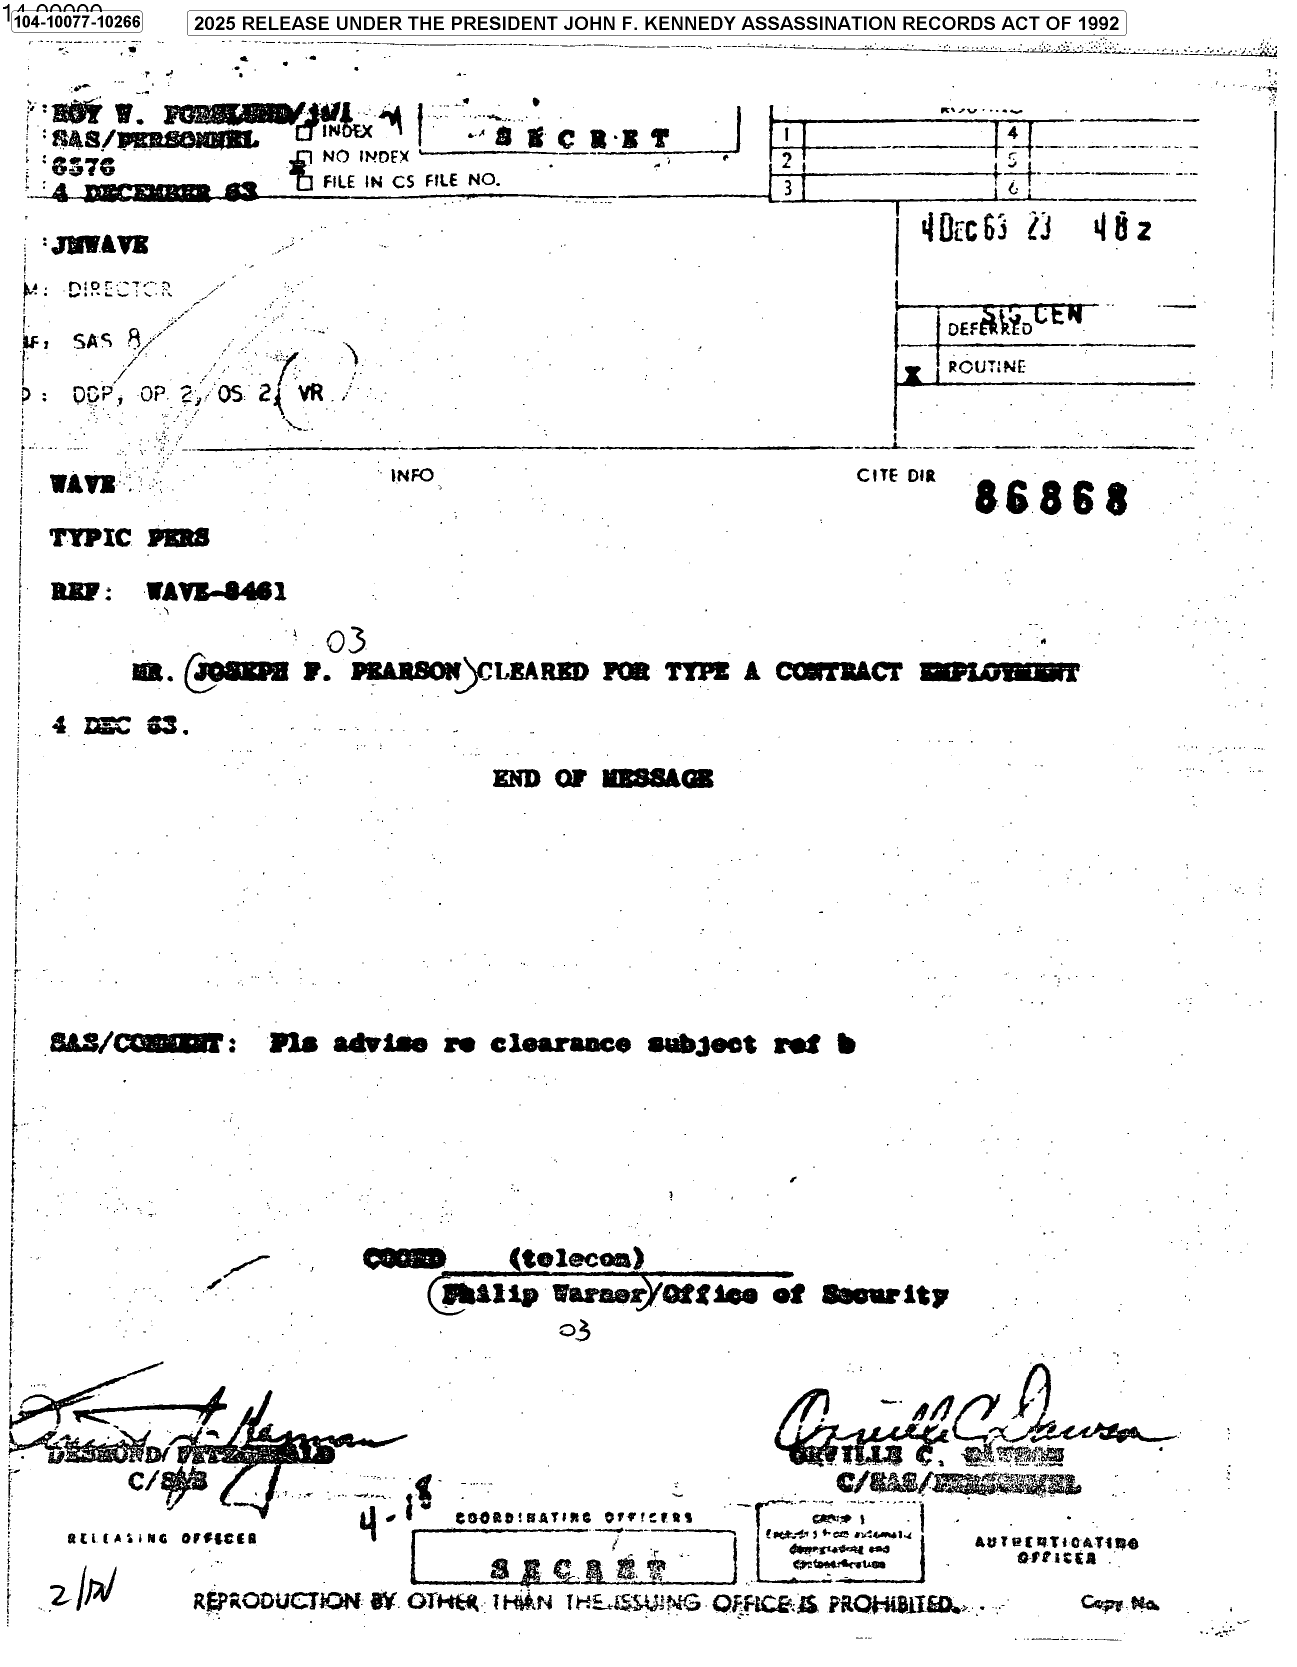 104-10077-10266
2025 RELEASE UNDER THE PRESIDENT JOHN F. KENNEDY ASSASSINATION RECORDS ACT OF 1992
: ROY W.
: SAS/PERSONNEL
: 6376
4 DECEMBER 63
INDEX
NO INDEX
X
FILE IN CS FILE NO.
SECRET
1 4
2 5
3 6
: JMWAVE
4 DEC 63 23 48z
M: DIRECTOR
SIG CEN
DEFERRED
F: SAS 8
X ROUTINE
O: DDP, OP 2, OS 2, VR
WAVE INFO CITE DIR 86868
TYPIC PERS
REF: WAVE-8461
03
MR. (JOSEPH F. PEARSON) CLEARED FOR TYPE A CONTRACT EMPLOYMENT
4 DEC 63.
END OF MESSAGE
SAS/COMMENT: Pls advise re clearance subject ref b
COORD (telecom)
(Philip Warner)/Office of Security
03
DESMOND FITZGERALD
C/SAS
ORVILLE C. DAWSON
C/SAS/PERSONNEL
4-18
RELEASING OFFICER
COORDINATING OFFICERS
SECRET
GROUP 1
Excluded from automatic
downgrading and
declassification
AUTHENTICATING
OFFICER
REPRODUCTION BY OTHER THAN THE ISSUING OFFICE IS PROHIBITED.
Copy No.